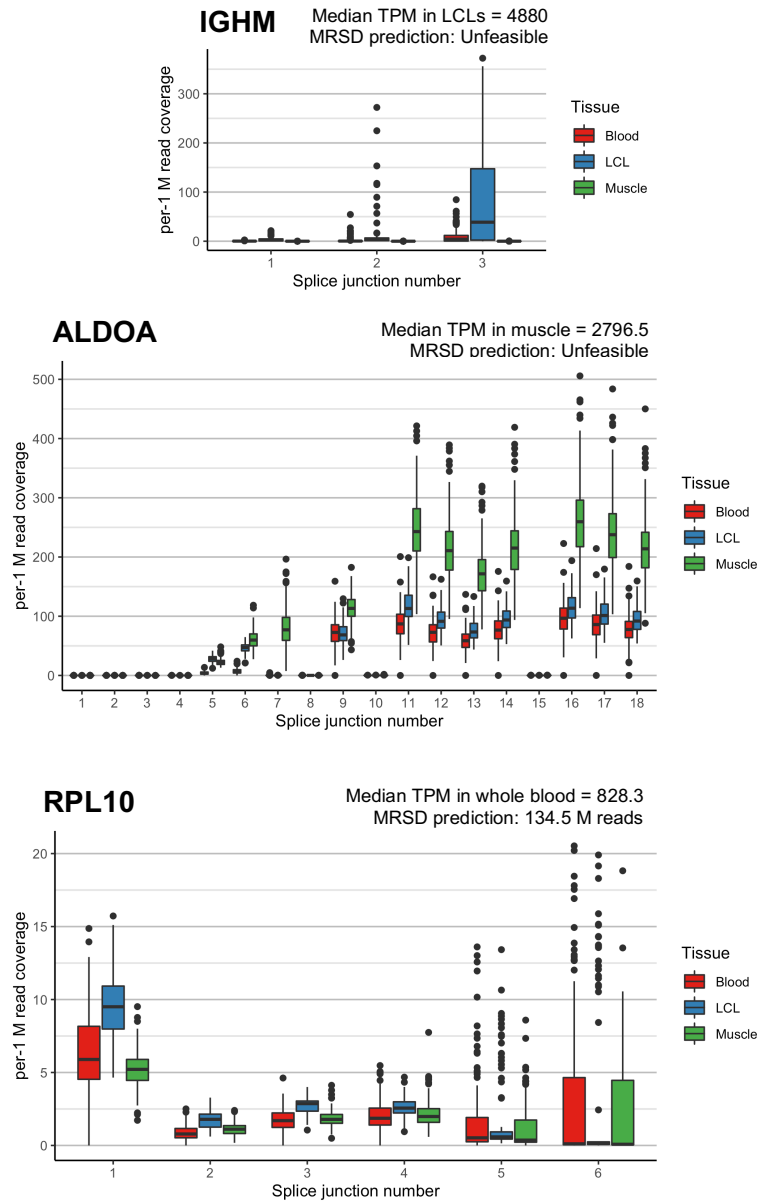 IGHM
Median TPM in LCLs = 4880
MRSD prediction: Unfeasible
per-1 M read coverage
300
200
100
0
1 2 3
Splice junction number
Tissue
Blood
LCL
Muscle
ALDOA
Median TPM in muscle = 2796.5
MRSD prediction: Unfeasible
per-1 M read coverage
500
400
300
200
100
0
1 2 3 4 5 6 7 8 9 10 11 12 13 14 15 16 17 18
Splice junction number
Tissue
Blood
LCL
Muscle
RPL10
Median TPM in whole blood = 828.3
MRSD prediction: 134.5 M reads
per-1 M read coverage
20
15
10
5
0
1 2 3 4 5 6
Splice junction number
Tissue
Blood
LCL
Muscle